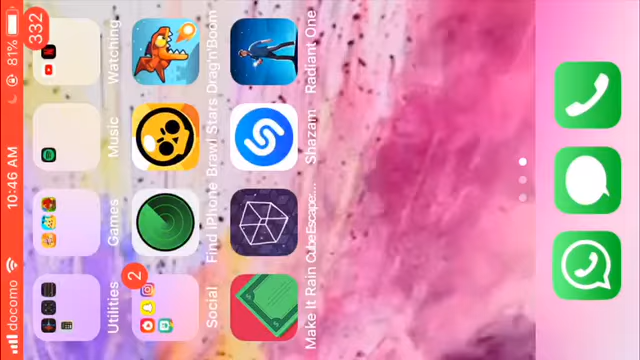 docomo 10:46 AM 81%
332
Utilities Games Music Watching
2
Social Find iPhone Brawl Stars Drag'n'Boom
Make It Rain Cube Escape:... Shazam Radiant One